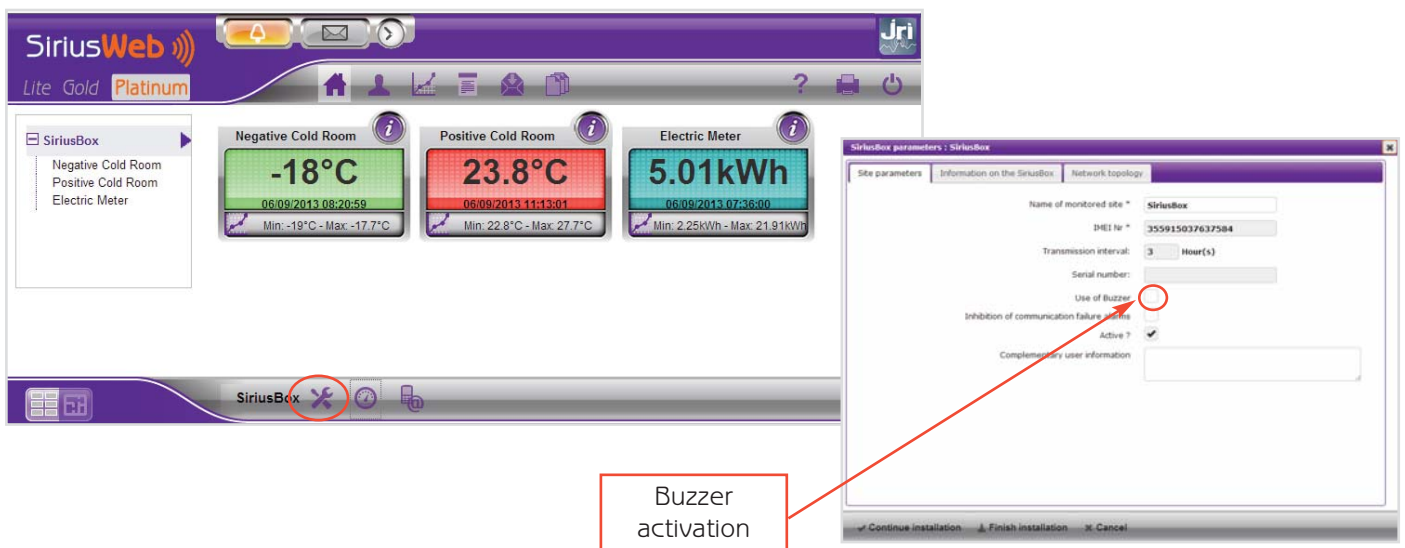 SiriusWeb
jri
Lite Gold Platinum
?
SiriusBox
Negative Cold Room
Positive Cold Room
Electric Meter
Negative Cold Room
-18°C
06/09/2013 08:20:59
Min: -19°C - Max: -17.7°C
Positive Cold Room
23.8°C
06/09/2013 11:13:01
Min: 22.8°C - Max: 27.7°C
Electric Meter
5.01kWh
06/09/2013 07:36:00
Min: 2.25kWh - Max: 21.91kWh
SiriusBox
SiriusBox parameters : SiriusBox
Site parameters Information on the SiriusBox Network topology
Name of monitored site * SiriusBox
IMEI Nr * 355915037637584
Transmission interval: 3 Hour(s)
Serial number:
Use of Buzzer
Inhibition of communication failure alarms
Active ?
Complementary user information
Continue installation Finish installation Cancel
Buzzer
activation